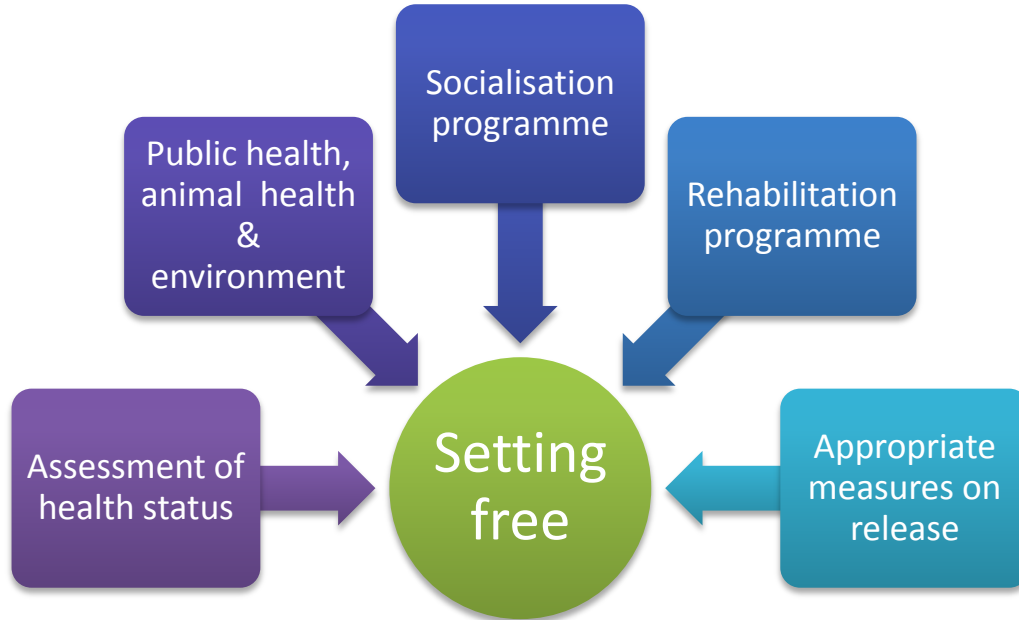 Socialisation
programme
Public health,
animal  health
&
environment
Rehabilitation
programme
Assessment of
health status
Setting
free
Appropriate
measures on
release